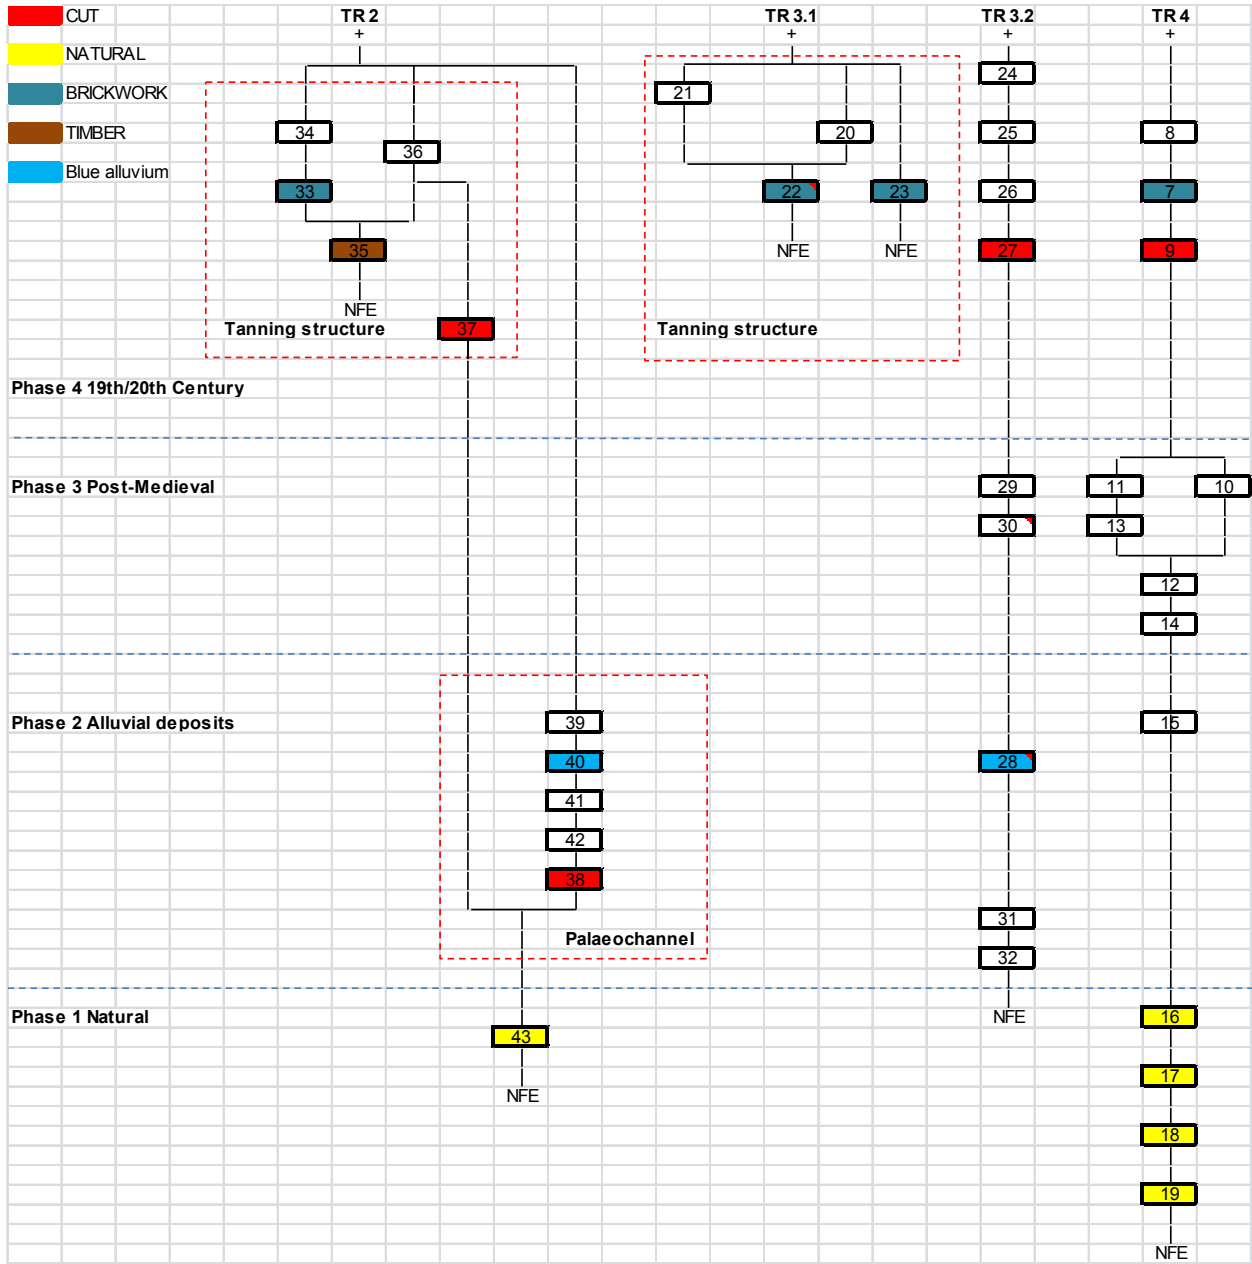 CUT TR 2 TR 3.1 TR 3.2 TR 4
+ + + +
NATURAL
24
BRICKWORK 21
TIMBER 34 20 25 8
36
Blue alluvium
33 22 23 26 7
35 NFE NFE 27 9
NFE
Tanning structure 37 Tanning structure
Phase 4 19th/20th Century
Phase 3 Post-Medieval 29 11 10
30 13
12
14
Phase 2 Alluvial deposits 39 15
40 28
41
42
38
31
Palaeochannel
32
Phase 1 Natural NFE 16
43
17
NFE
18
19
NFE